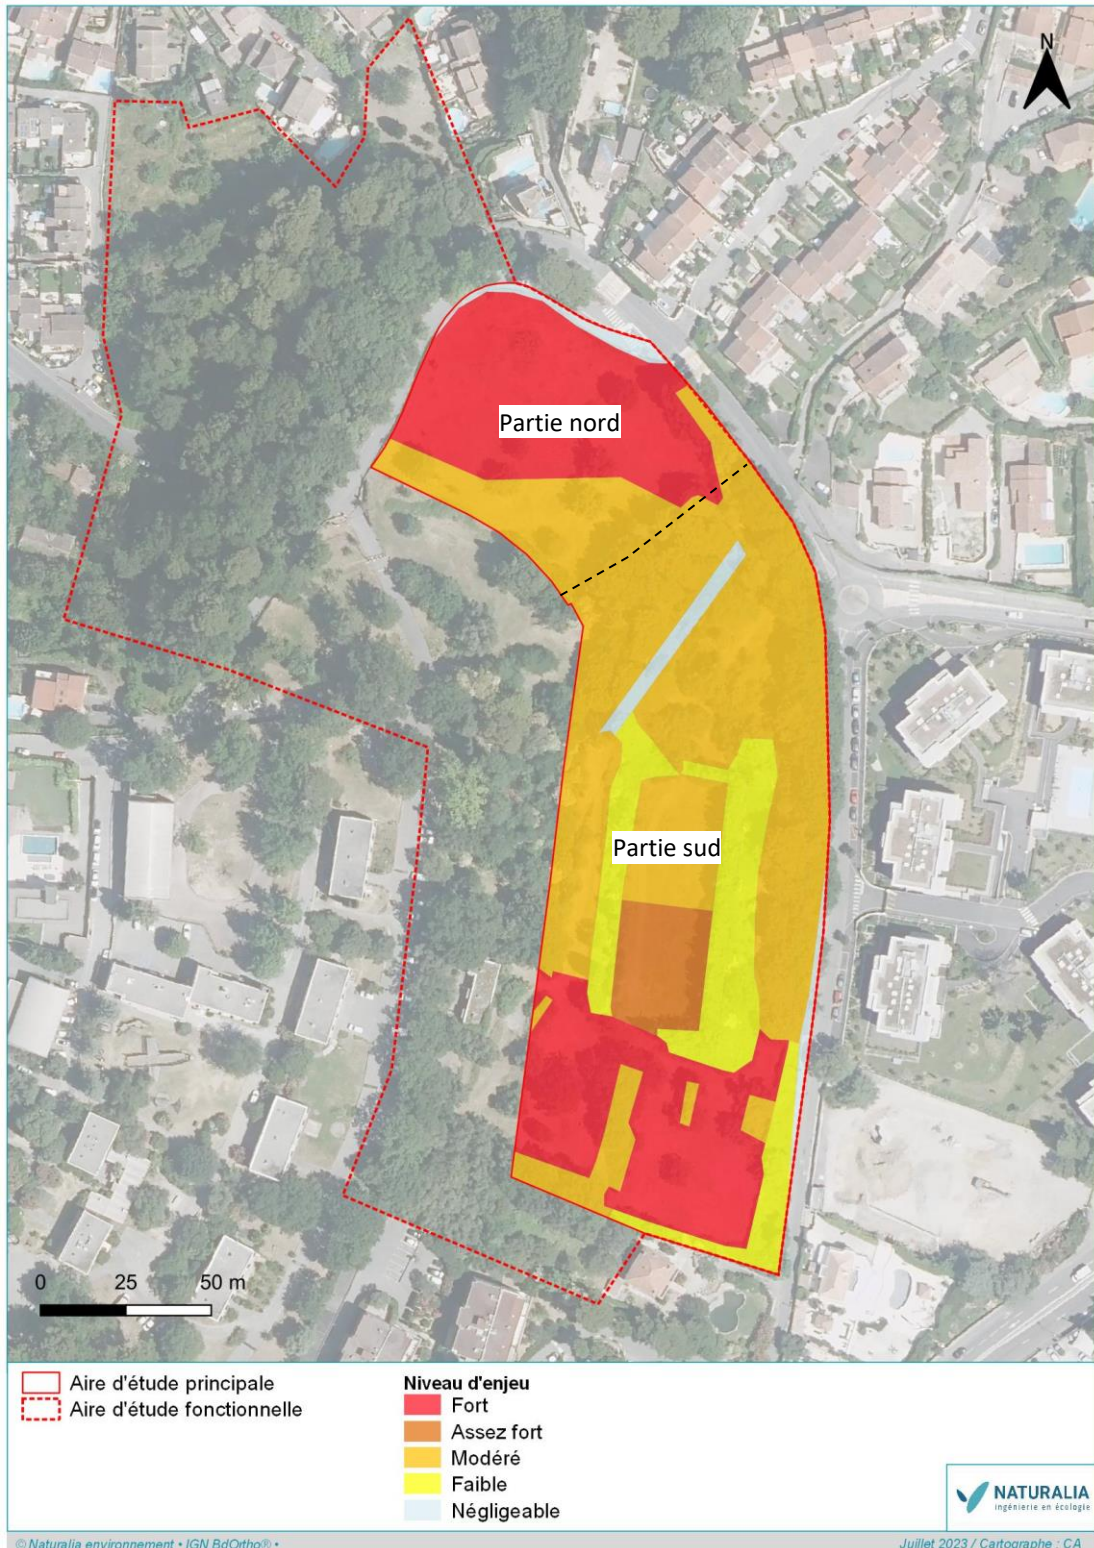 N
Partie nord
Partie sud
0 25 50 m
Aire d'étude principale
Aire d'étude fonctionnelle
Niveau d'enjeu
Fort
Assez fort
Modéré
Faible
Négligeable
NATURALIA
ingénierie en écologie
© Naturalia environnement • IGN BdOrtho® •
Juillet 2023 / Cartographe : CA